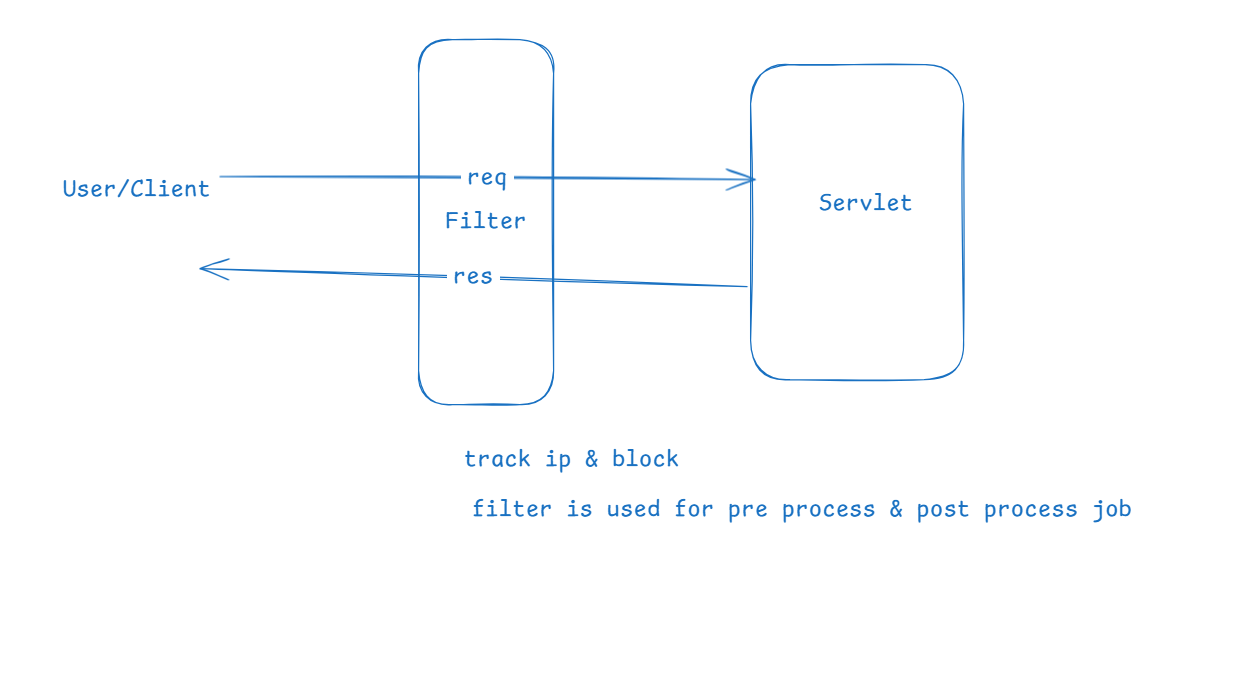 req
User/Client
Servlet
Filter
res
track ip & block
filter is used for pre process & post process job